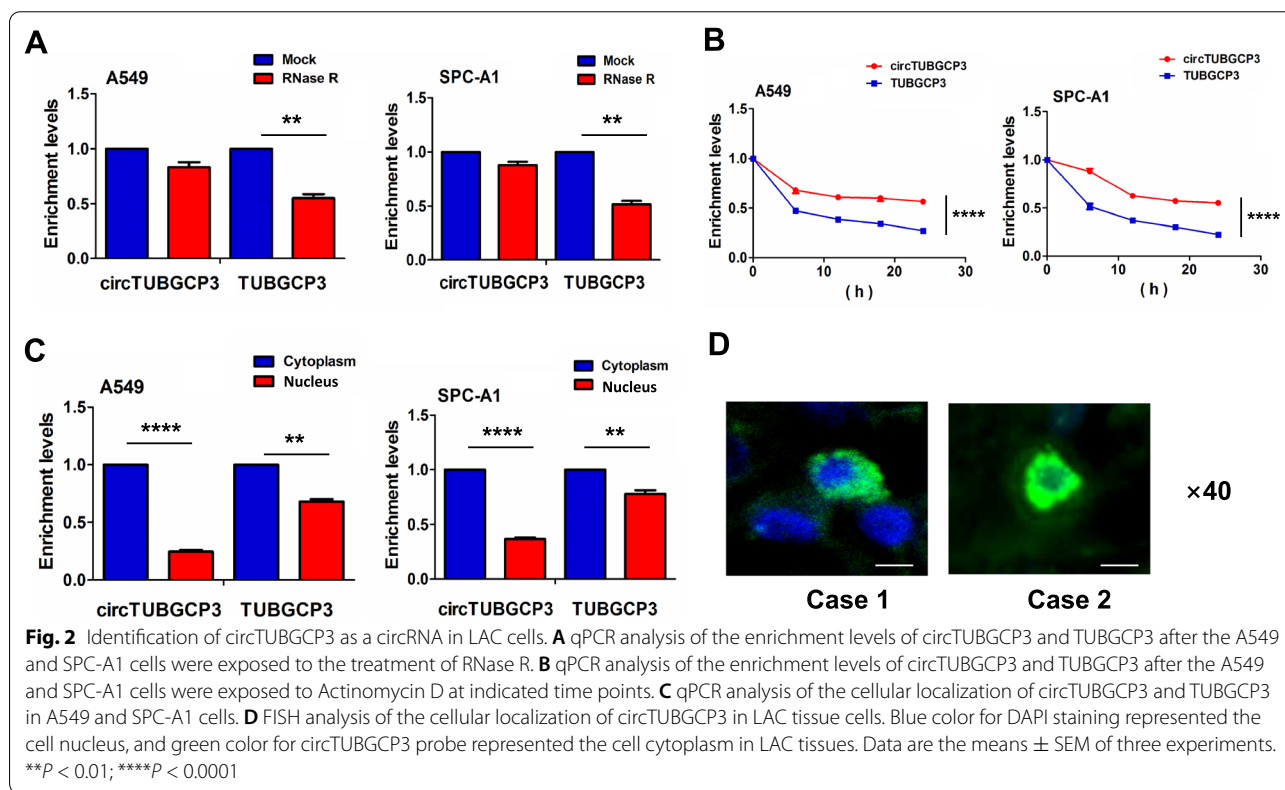 A
A549
Mock
RNase R
Enrichment levels
1.5
1.0
0.5
0.0
**
circTUBGCP3 TUBGCP3
SPC-A1
Mock
RNase R
Enrichment levels
1.5
1.0
0.5
0.0
**
circTUBGCP3 TUBGCP3
B
A549
circTUBGCP3
TUBGCP3
Enrichment levels
1.5
1.0
0.5
0.0
0 10 20 30
( h )
****
SPC-A1
circTUBGCP3
TUBGCP3
Enrichment levels
1.5
1.0
0.5
0.0
0 10 20 30
( h )
****
C
A549
Cytoplasm
Nucleus
Enrichment levels
1.5
1.0
0.5
0.0
**** **
circTUBGCP3 TUBGCP3
SPC-A1
Cytoplasm
Nucleus
Enrichment levels
1.5
1.0
0.5
0.0
**** **
circTUBGCP3 TUBGCP3
D
×40
Case 1 Case 2
Fig. 2 Identification of circTUBGCP3 as a circRNA in LAC cells. A qPCR analysis of the enrichment levels of circTUBGCP3 and TUBGCP3 after the A549
and SPC-A1 cells were exposed to the treatment of RNase R. B qPCR analysis of the enrichment levels of circTUBGCP3 and TUBGCP3 after the A549
and SPC-A1 cells were exposed to Actinomycin D at indicated time points. C qPCR analysis of the cellular localization of circTUBGCP3 and TUBGCP3
in A549 and SPC-A1 cells. D FISH analysis of the cellular localization of circTUBGCP3 in LAC tissue cells. Blue color for DAPI staining represented the
cell nucleus, and green color for circTUBGCP3 probe represented the cell cytoplasm in LAC tissues. Data are the means ± SEM of three experiments.
**P < 0.01; ****P < 0.0001